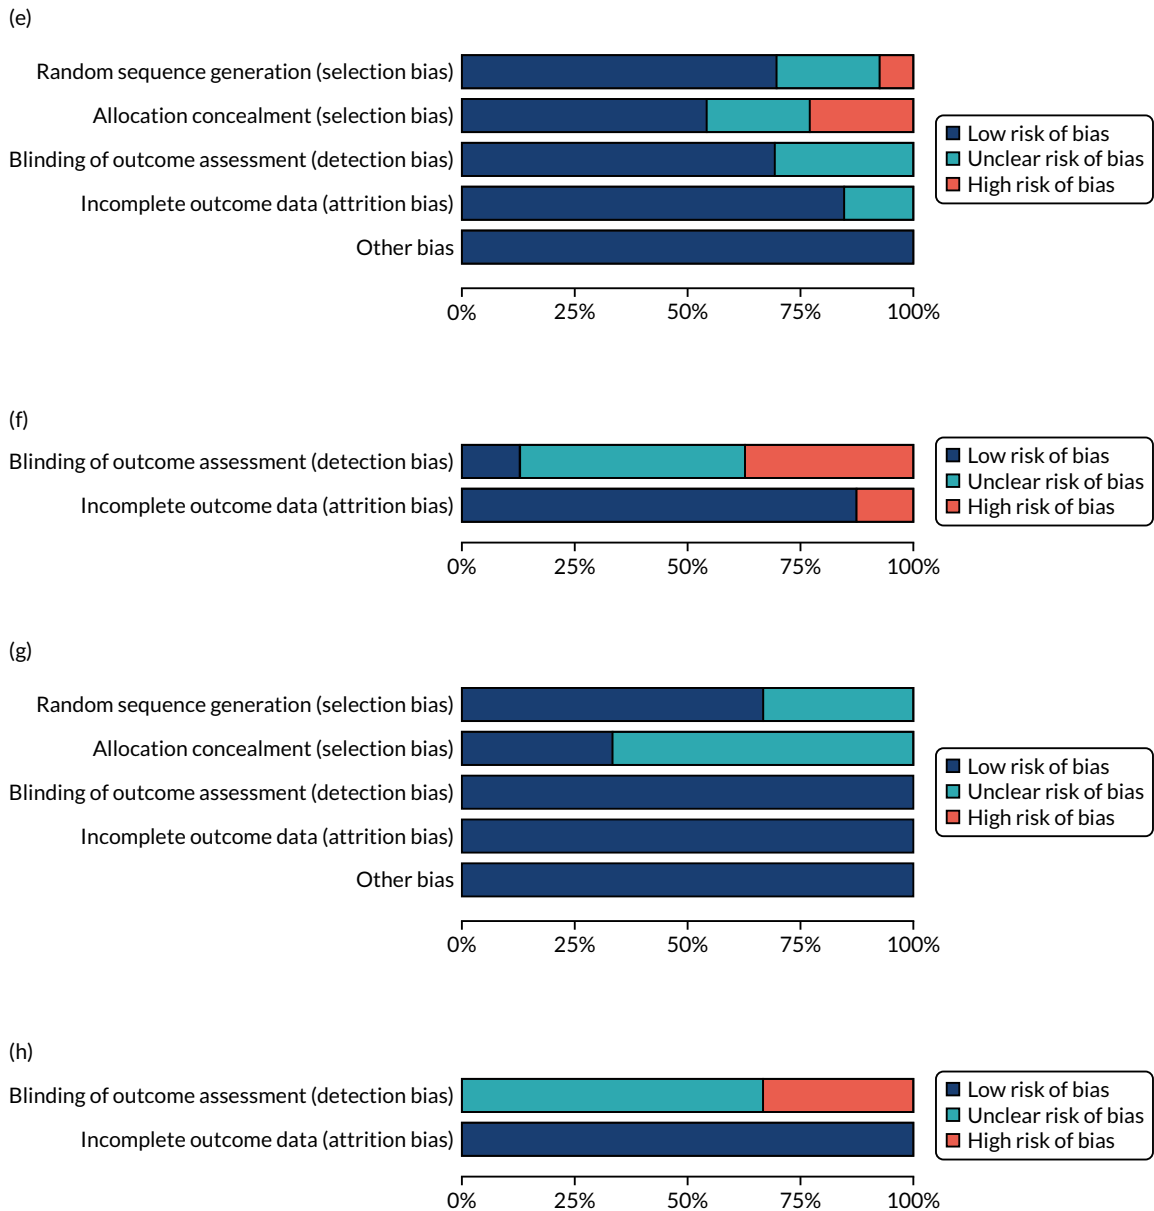 (e)
Random sequence generation (selection bias)
Allocation concealment (selection bias)
Blinding of outcome assessment (detection bias)
Incomplete outcome data (attrition bias)
Other bias
0% 25% 50% 75% 100%
Low risk of bias
Unclear risk of bias
High risk of bias
(f)
Blinding of outcome assessment (detection bias)
Incomplete outcome data (attrition bias)
0% 25% 50% 75% 100%
Low risk of bias
Unclear risk of bias
High risk of bias
(g)
Random sequence generation (selection bias)
Allocation concealment (selection bias)
Blinding of outcome assessment (detection bias)
Incomplete outcome data (attrition bias)
Other bias
0% 25% 50% 75% 100%
Low risk of bias
Unclear risk of bias
High risk of bias
(h)
Blinding of outcome assessment (detection bias)
Incomplete outcome data (attrition bias)
0% 25% 50% 75% 100%
Low risk of bias
Unclear risk of bias
High risk of bias